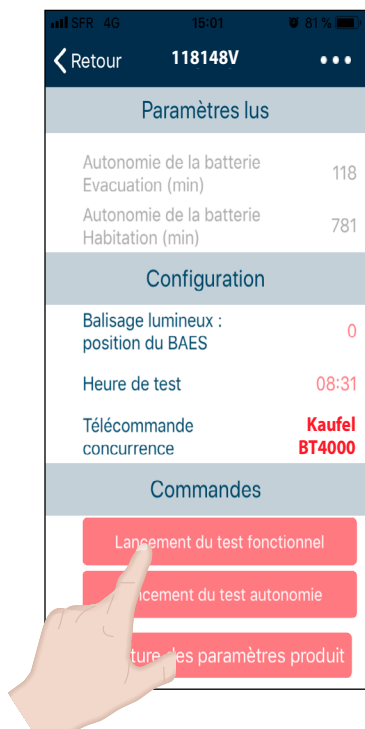 SFR 4G 15:01 81 %
Retour 118148V
Paramètres lus
Autonomie de la batterie
Evacuation (min) 118
Autonomie de la batterie
Habitation (min) 781
Configuration
Balisage lumineux :
position du BAES 0
Heure de test 08:31
Télécommande Kaufel
concurrence BT4000
Commandes
Lancement du test fonctionnel
cement du test autonomie
ture des paramètres produit